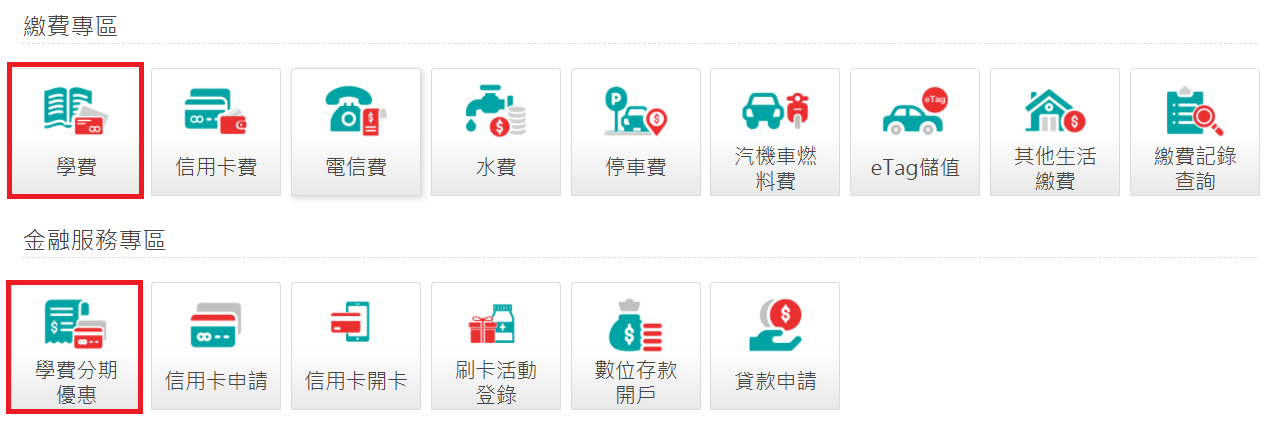 繳費專區
P
eTag
$
$
$
$
$
學費
信用卡費
電信費
水費
停車費
汽機車燃
料費
eTag儲值
其他生活
繳費
繳費記錄
查詢
金融服務專區
$
$
$
學費分期
優惠
信用卡申請
信用卡開卡
刷卡活動
登錄
數位存款
開戶
貸款申請